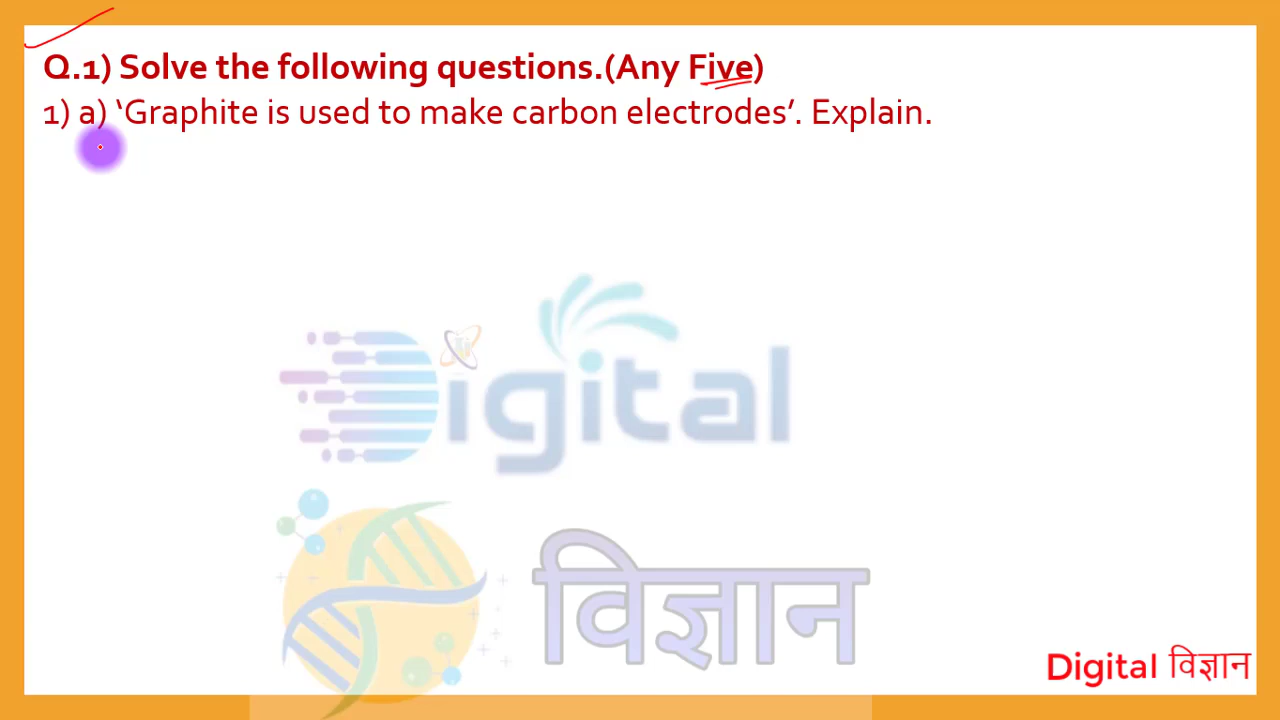 Q.1) Solve the following questions.(Any Five)
1) a) ‘Graphite is used to make carbon electrodes’. Explain.
Digital
विज्ञान
Digital विज्ञान